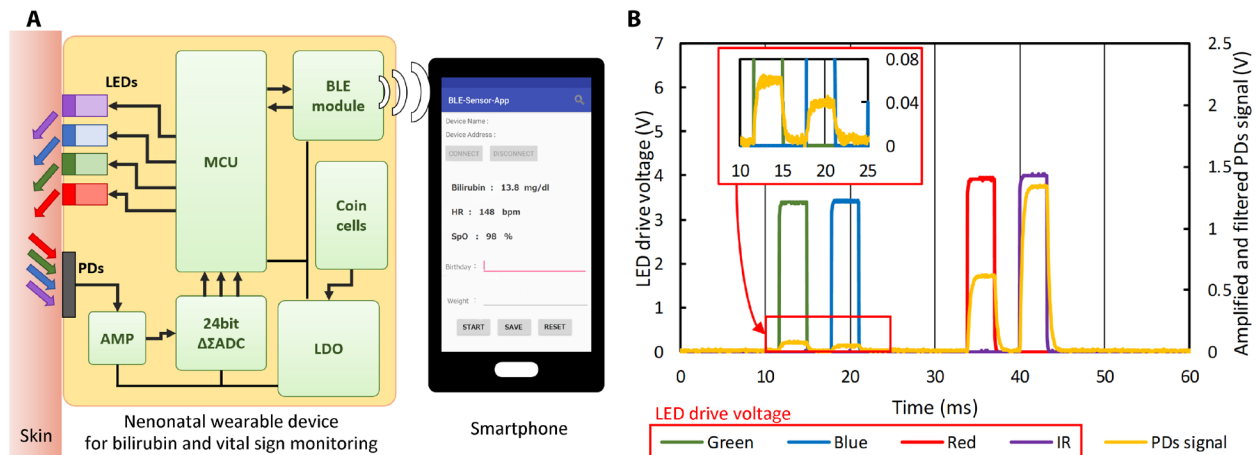 A
LEDs
MCU
BLE
module
Coin
cells
PDs
AMP
24bit
ΔΣADC
LDO
Skin
Nenonatal wearable device
for bilirubin and vital sign monitoring
BLE-Sensor-App
Device Name :
Device Address :
CONNECT DISCONNECT
Bilirubin : 13.8 mg/dl
HR : 148 bpm
SpO : 98 %
Birthday :
Weight :
START SAVE RESET
Smartphone
B
LED drive voltage (V)
7
6
5
4
3
2
1
0
0.08
0.04
0
10 15 20 25
2.5
2
1.5
1
0.5
0
Amplified and filtered PDs signal (V)
0 10 20 30 40 50 60
Time (ms)
LED drive voltage
Green Blue Red IR PDs signal